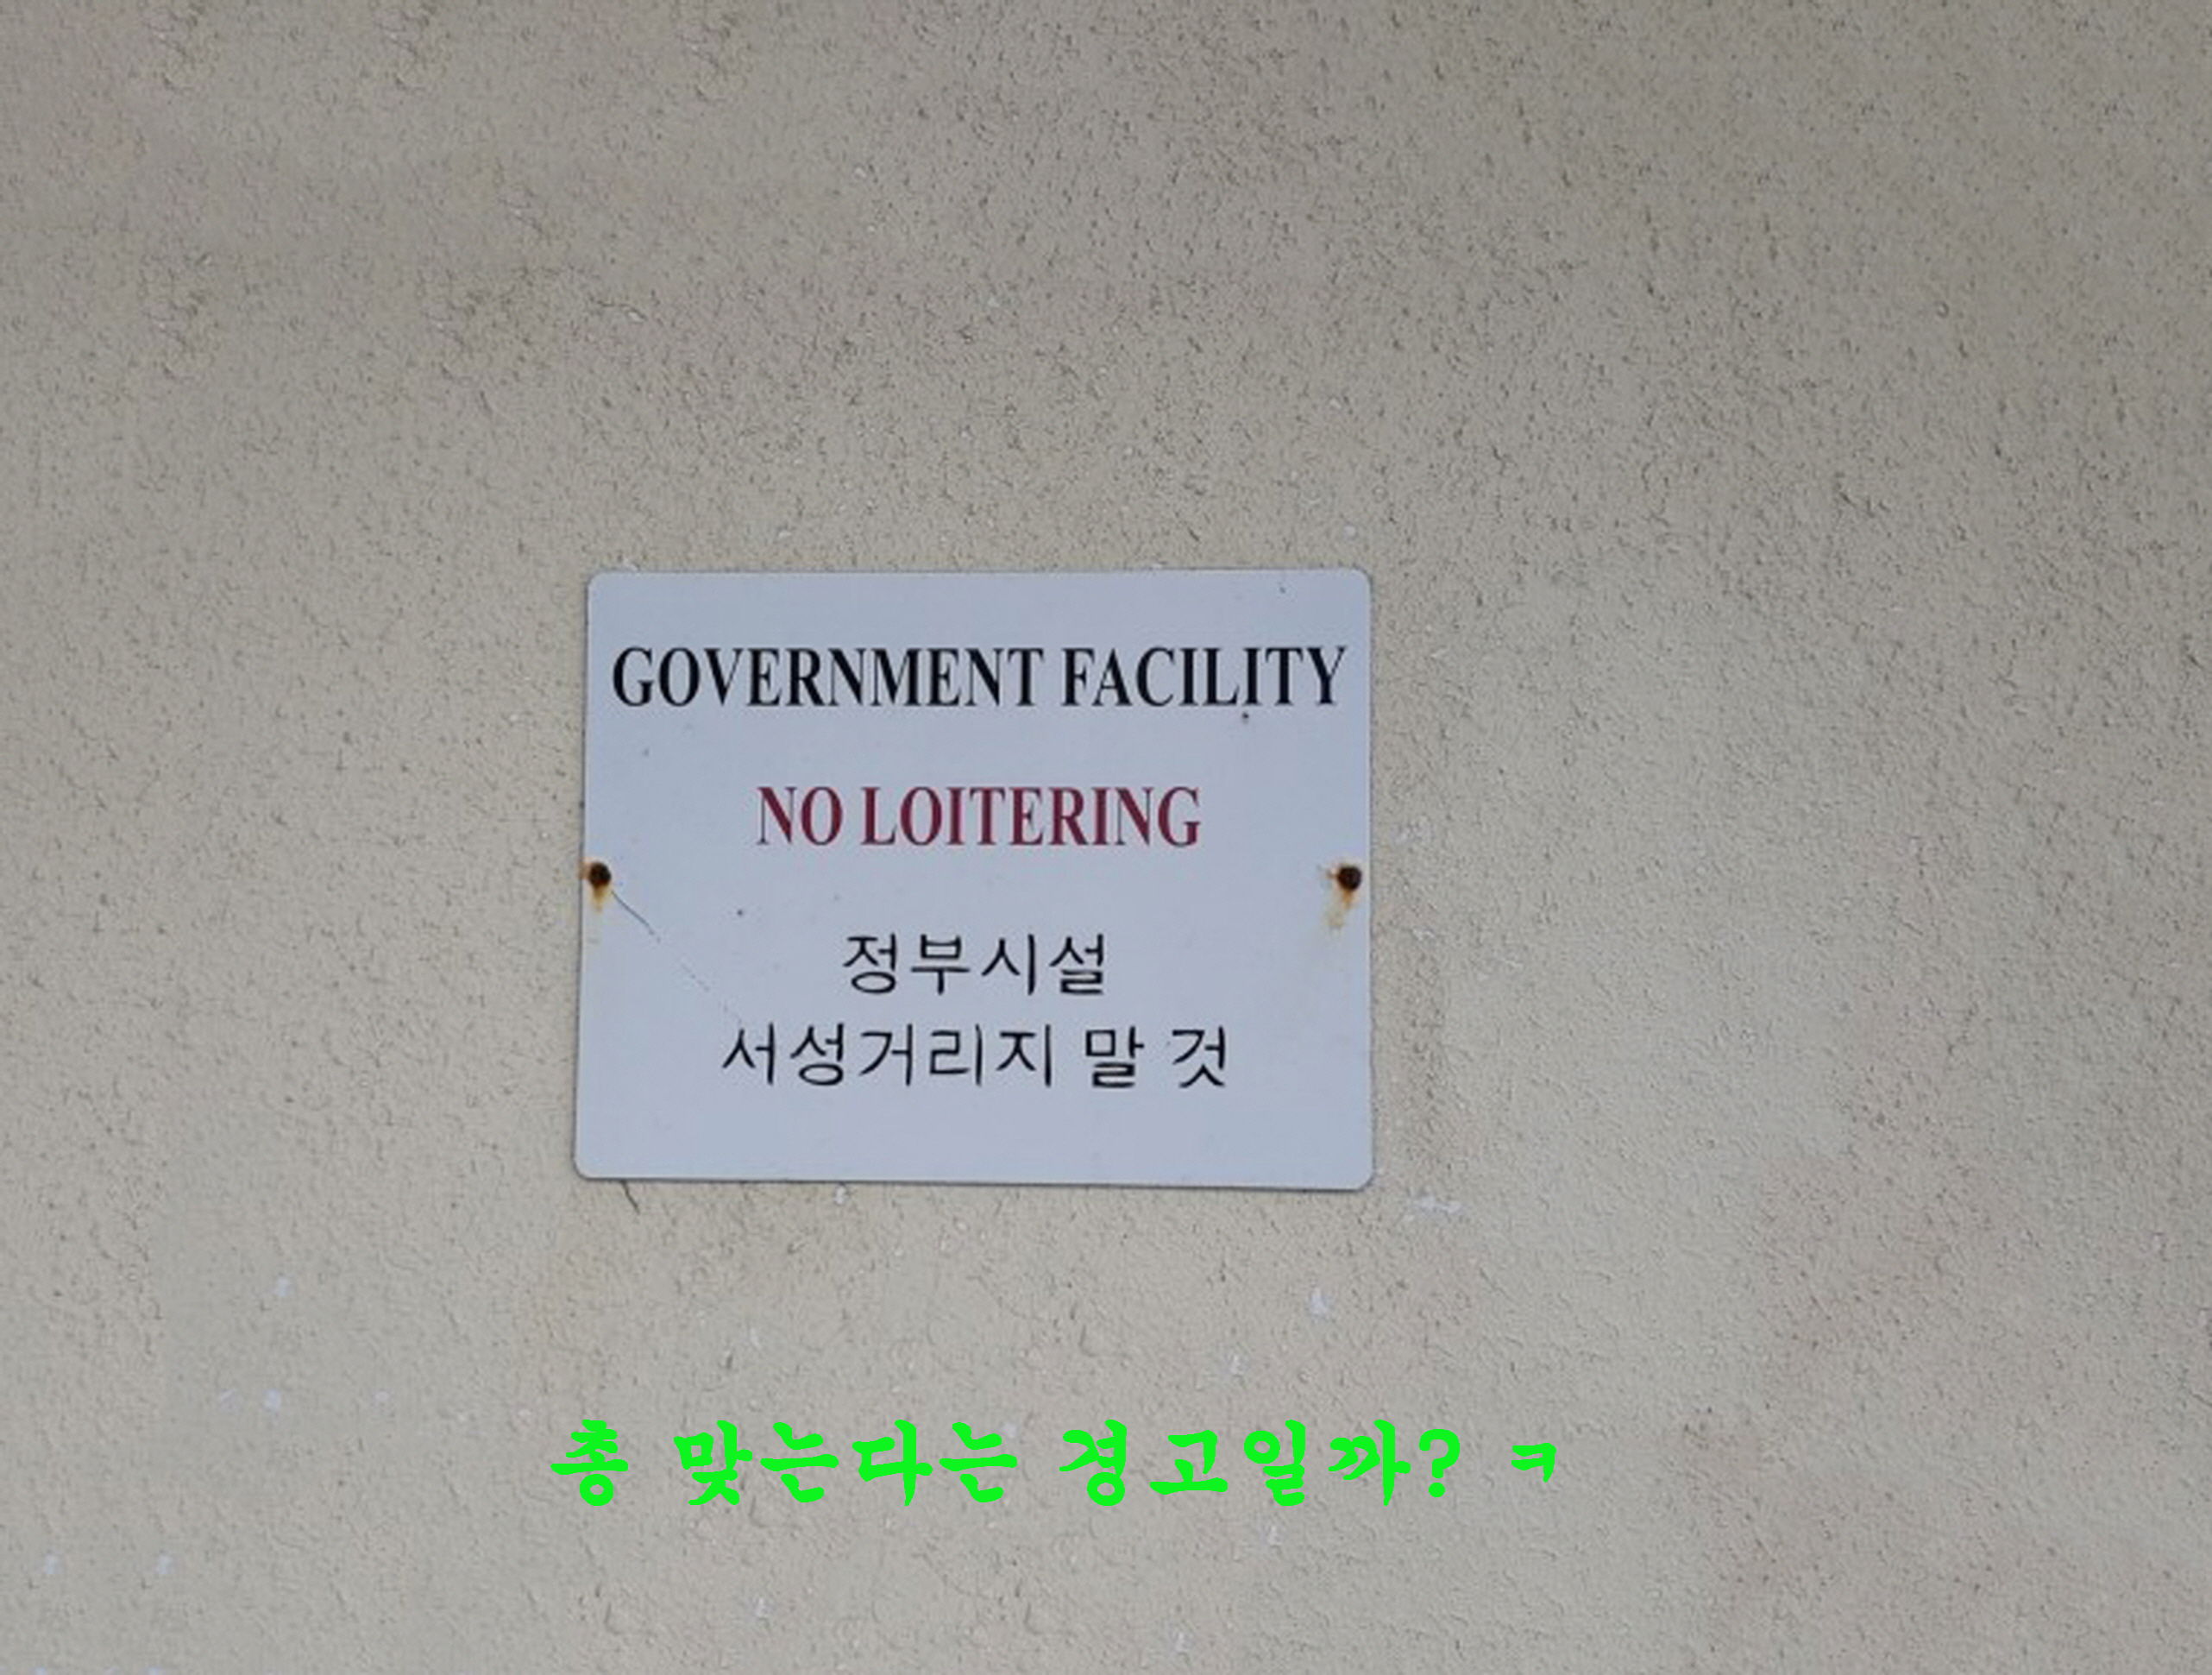 GOVERNMENT FACILITY
NO LOITERING
정부시설
서성거리지 말 것
총 맞는다는 경고일까? ㅋ